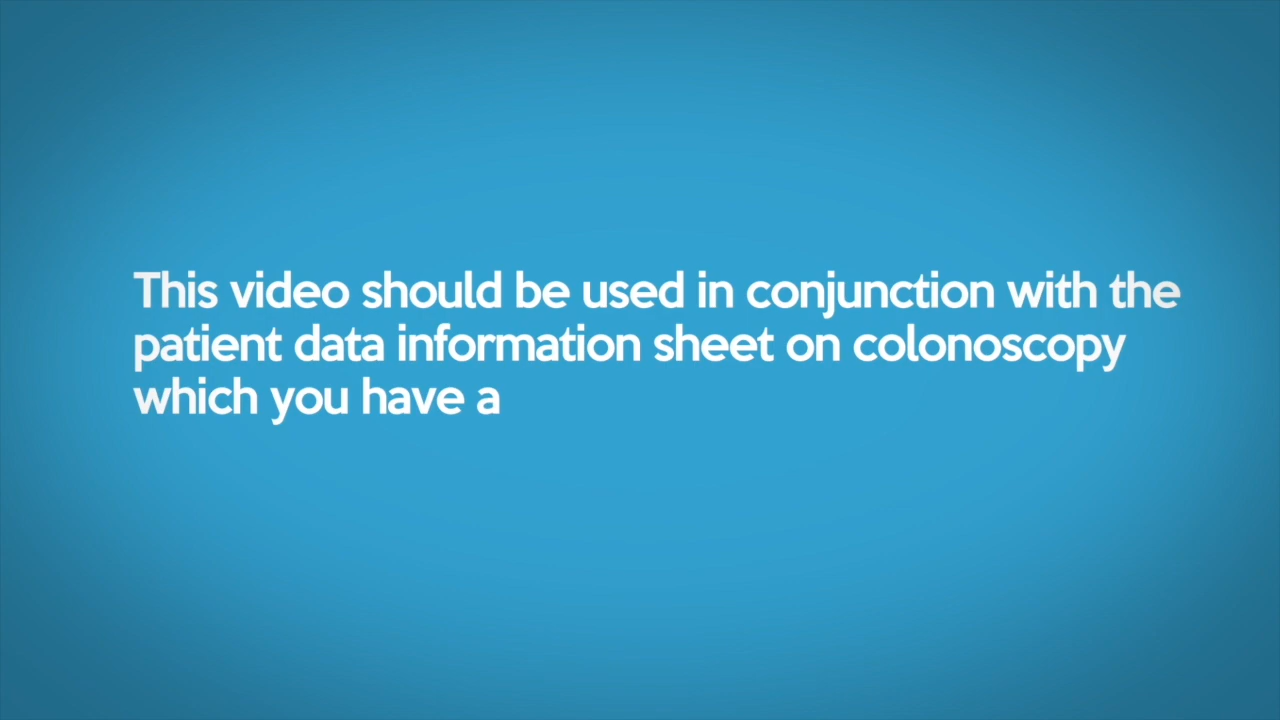 This video should be used in conjunction with the
patient data information sheet on colonoscopy
which you have a